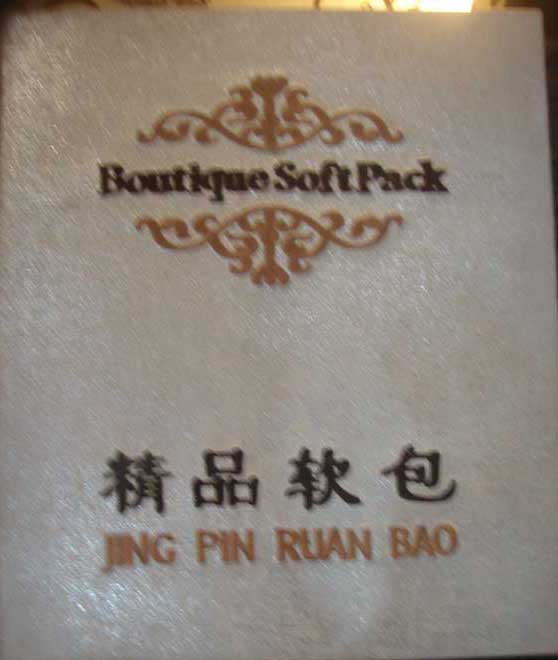 Boutique Soft Pack
精品软包
JING PIN RUAN BAO